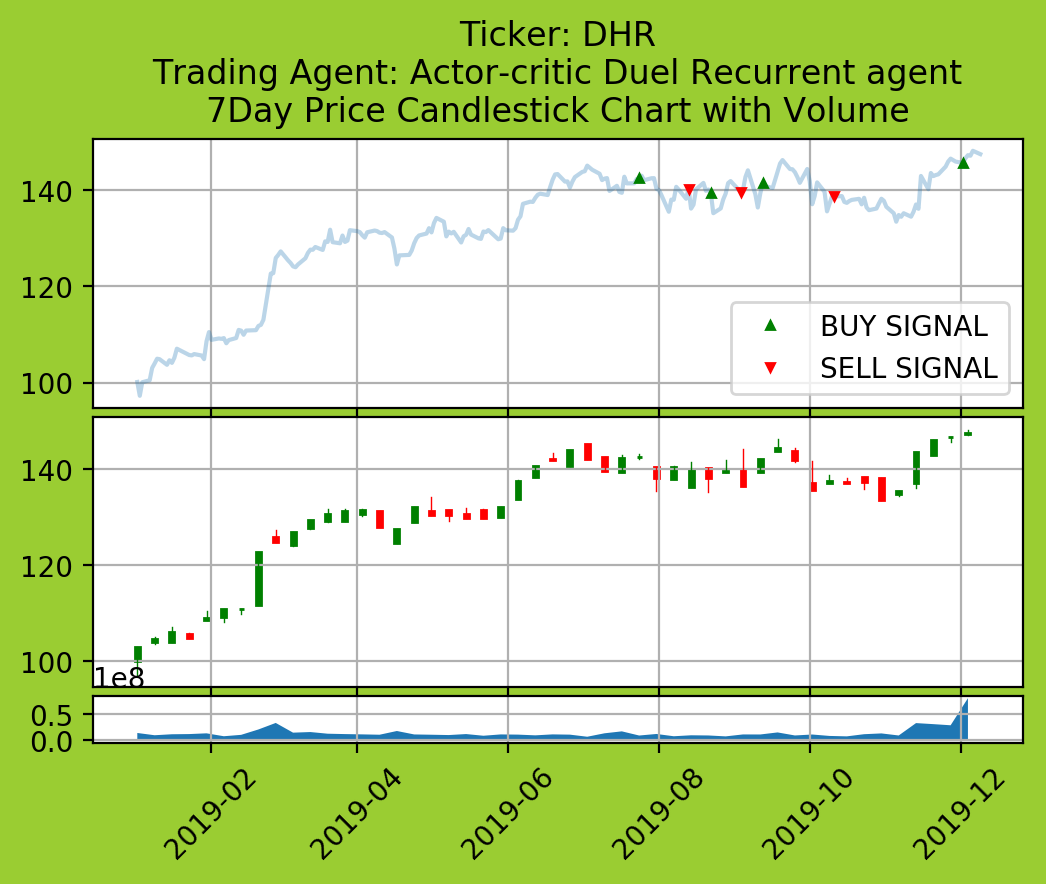 Ticker: DHR
Trading Agent: Actor-critic Duel Recurrent agent
7Day Price Candlestick Chart with Volume
140
120
100
BUY SIGNAL
SELL SIGNAL
140
120
100
1e8
0.5
0.0
2019-02
2019-04
2019-06
2019-08
2019-10
2019-12